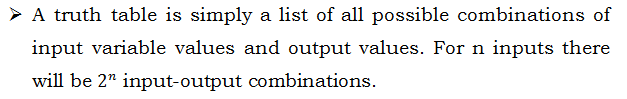 ➢ A truth table is simply a list of all possible combinations of
input variable values and output values. For n inputs there
will be 2ⁿ input-output combinations.